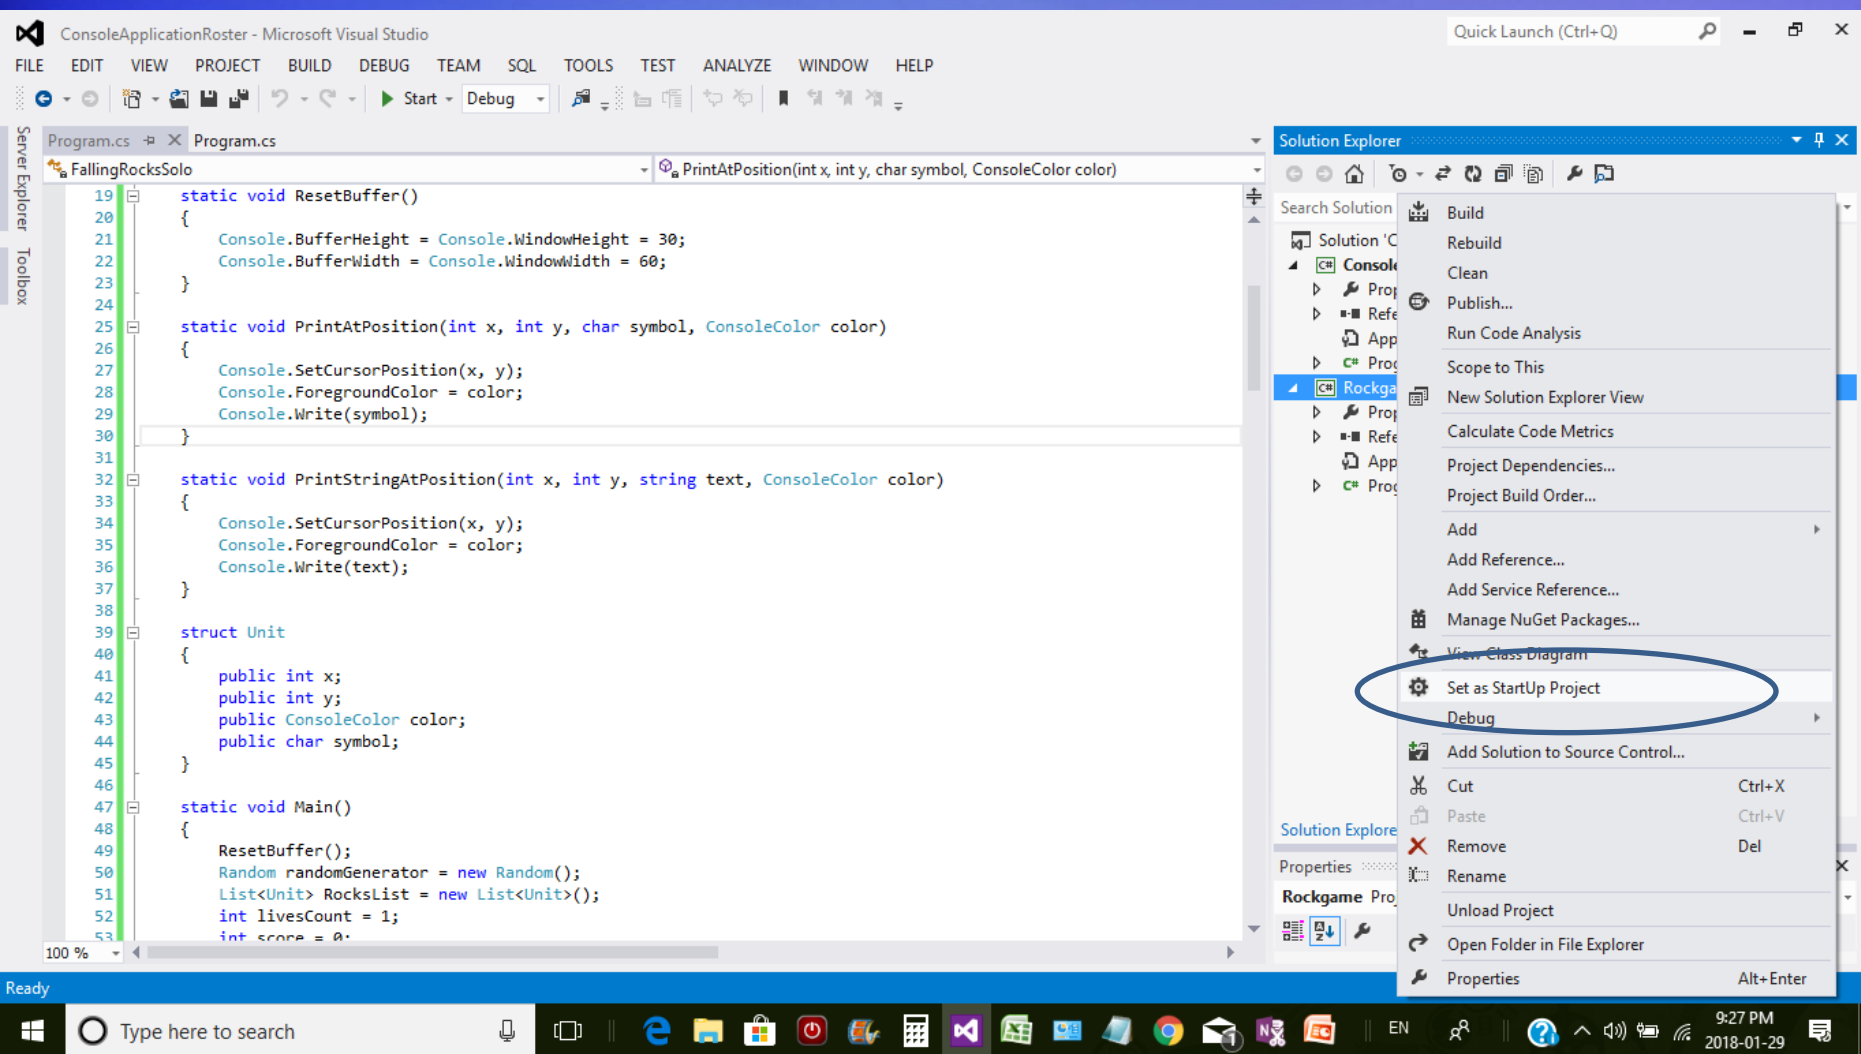 ConsoleApplicationRoster - Microsoft Visual Studio
Quick Launch (Ctrl+Q)
FILE EDIT VIEW PROJECT BUILD DEBUG TEAM SQL TOOLS TEST ANALYZE WINDOW HELP
Start Debug
Server Explorer
Toolbox
Program.cs Program.cs
FallingRocksSolo PrintAtPosition(int x, int y, char symbol, ConsoleColor color)
19 static void ResetBuffer()
20 {
21 Console.BufferHeight = Console.WindowHeight = 30;
22 Console.BufferWidth = Console.WindowWidth = 60;
23 }
24
25 static void PrintAtPosition(int x, int y, char symbol, ConsoleColor color)
26 {
27 Console.SetCursorPosition(x, y);
28 Console.ForegroundColor = color;
29 Console.Write(symbol);
30 }
31
32 static void PrintStringAtPosition(int x, int y, string text, ConsoleColor color)
33 {
34 Console.SetCursorPosition(x, y);
35 Console.ForegroundColor = color;
36 Console.Write(text);
37 }
38
39 struct Unit
40 {
41 public int x;
42 public int y;
43 public ConsoleColor color;
44 public char symbol;
45 }
46
47 static void Main()
48 {
49 ResetBuffer();
50 Random randomGenerator = new Random();
51 List<Unit> RocksList = new List<Unit>();
52 int livesCount = 1;
53 int score = 0;
100 %
Solution Explorer
Search Solution
Solution 'C
C# Console
Prop
Refe
App
C# Prog
C# Rockga
Prop
Refe
App
C# Prog
Solution Explore
Properties
Rockgame Pro
Build
Rebuild
Clean
Publish...
Run Code Analysis
Scope to This
New Solution Explorer View
Calculate Code Metrics
Project Dependencies...
Project Build Order...
Add
Add Reference...
Add Service Reference...
Manage NuGet Packages...
View Class Diagram
Set as StartUp Project
Debug
Add Solution to Source Control...
Cut Ctrl+X
Paste Ctrl+V
Remove Del
Rename
Unload Project
Open Folder in File Explorer
Properties Alt+Enter
Ready
Type here to search
EN
9:27 PM
2018-01-29